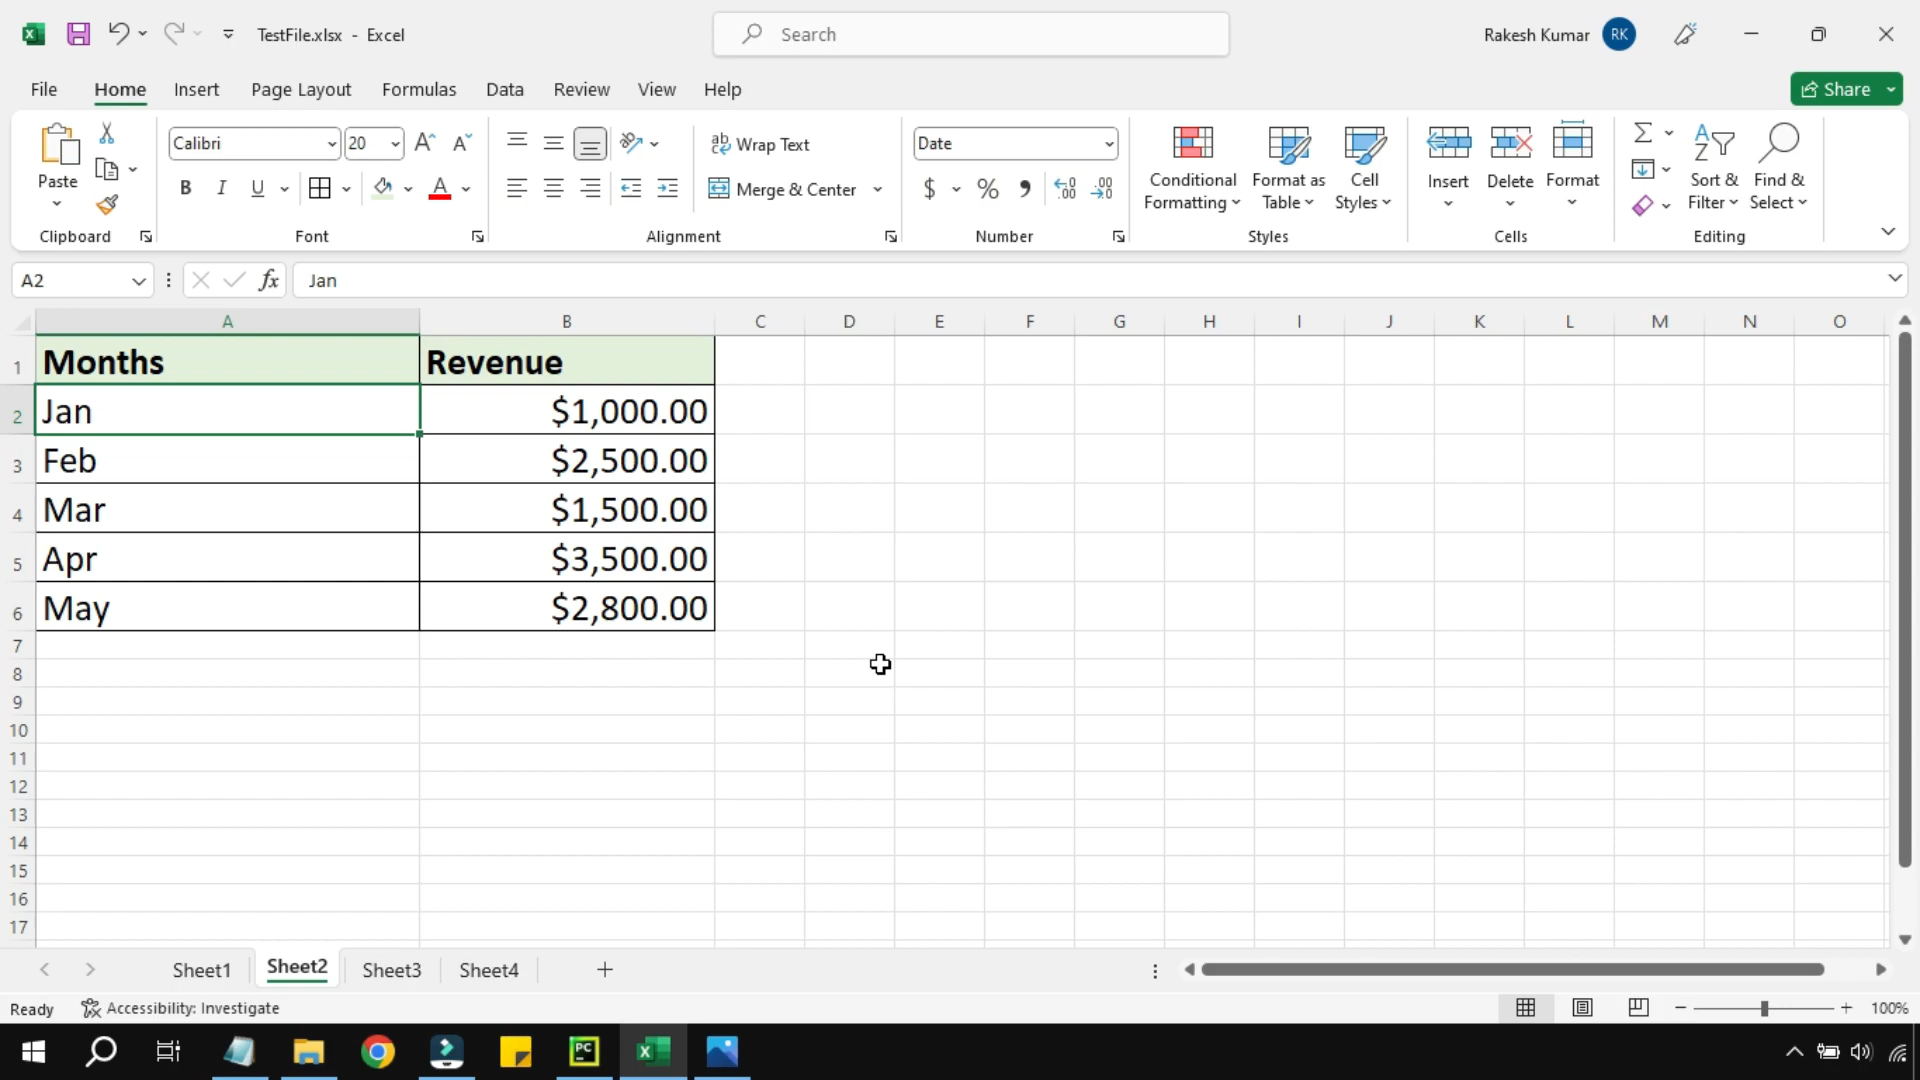 TestFile.xlsx - Excel
Search
Rakesh Kumar RK
File Home Insert Page Layout Formulas Data Review View Help Share
Paste
Clipboard
Calibri 20
B I U A
Font
ab Wrap Text
Merge & Center
Alignment
Date
$ %
Number
Conditional Formatting
Format as Table
Cell Styles
Styles
Insert Delete Format
Cells
Sort & Filter
Find & Select
Editing
A2 fx Jan
A B C D E F G H I J K L M N O
1 Months Revenue
2 Jan $1,000.00
3 Feb $2,500.00
4 Mar $1,500.00
5 Apr $3,500.00
6 May $2,800.00
7
8
9
10
11
12
13
14
15
16
17
Sheet1 Sheet2 Sheet3 Sheet4 +
Ready Accessibility: Investigate 100%
PC